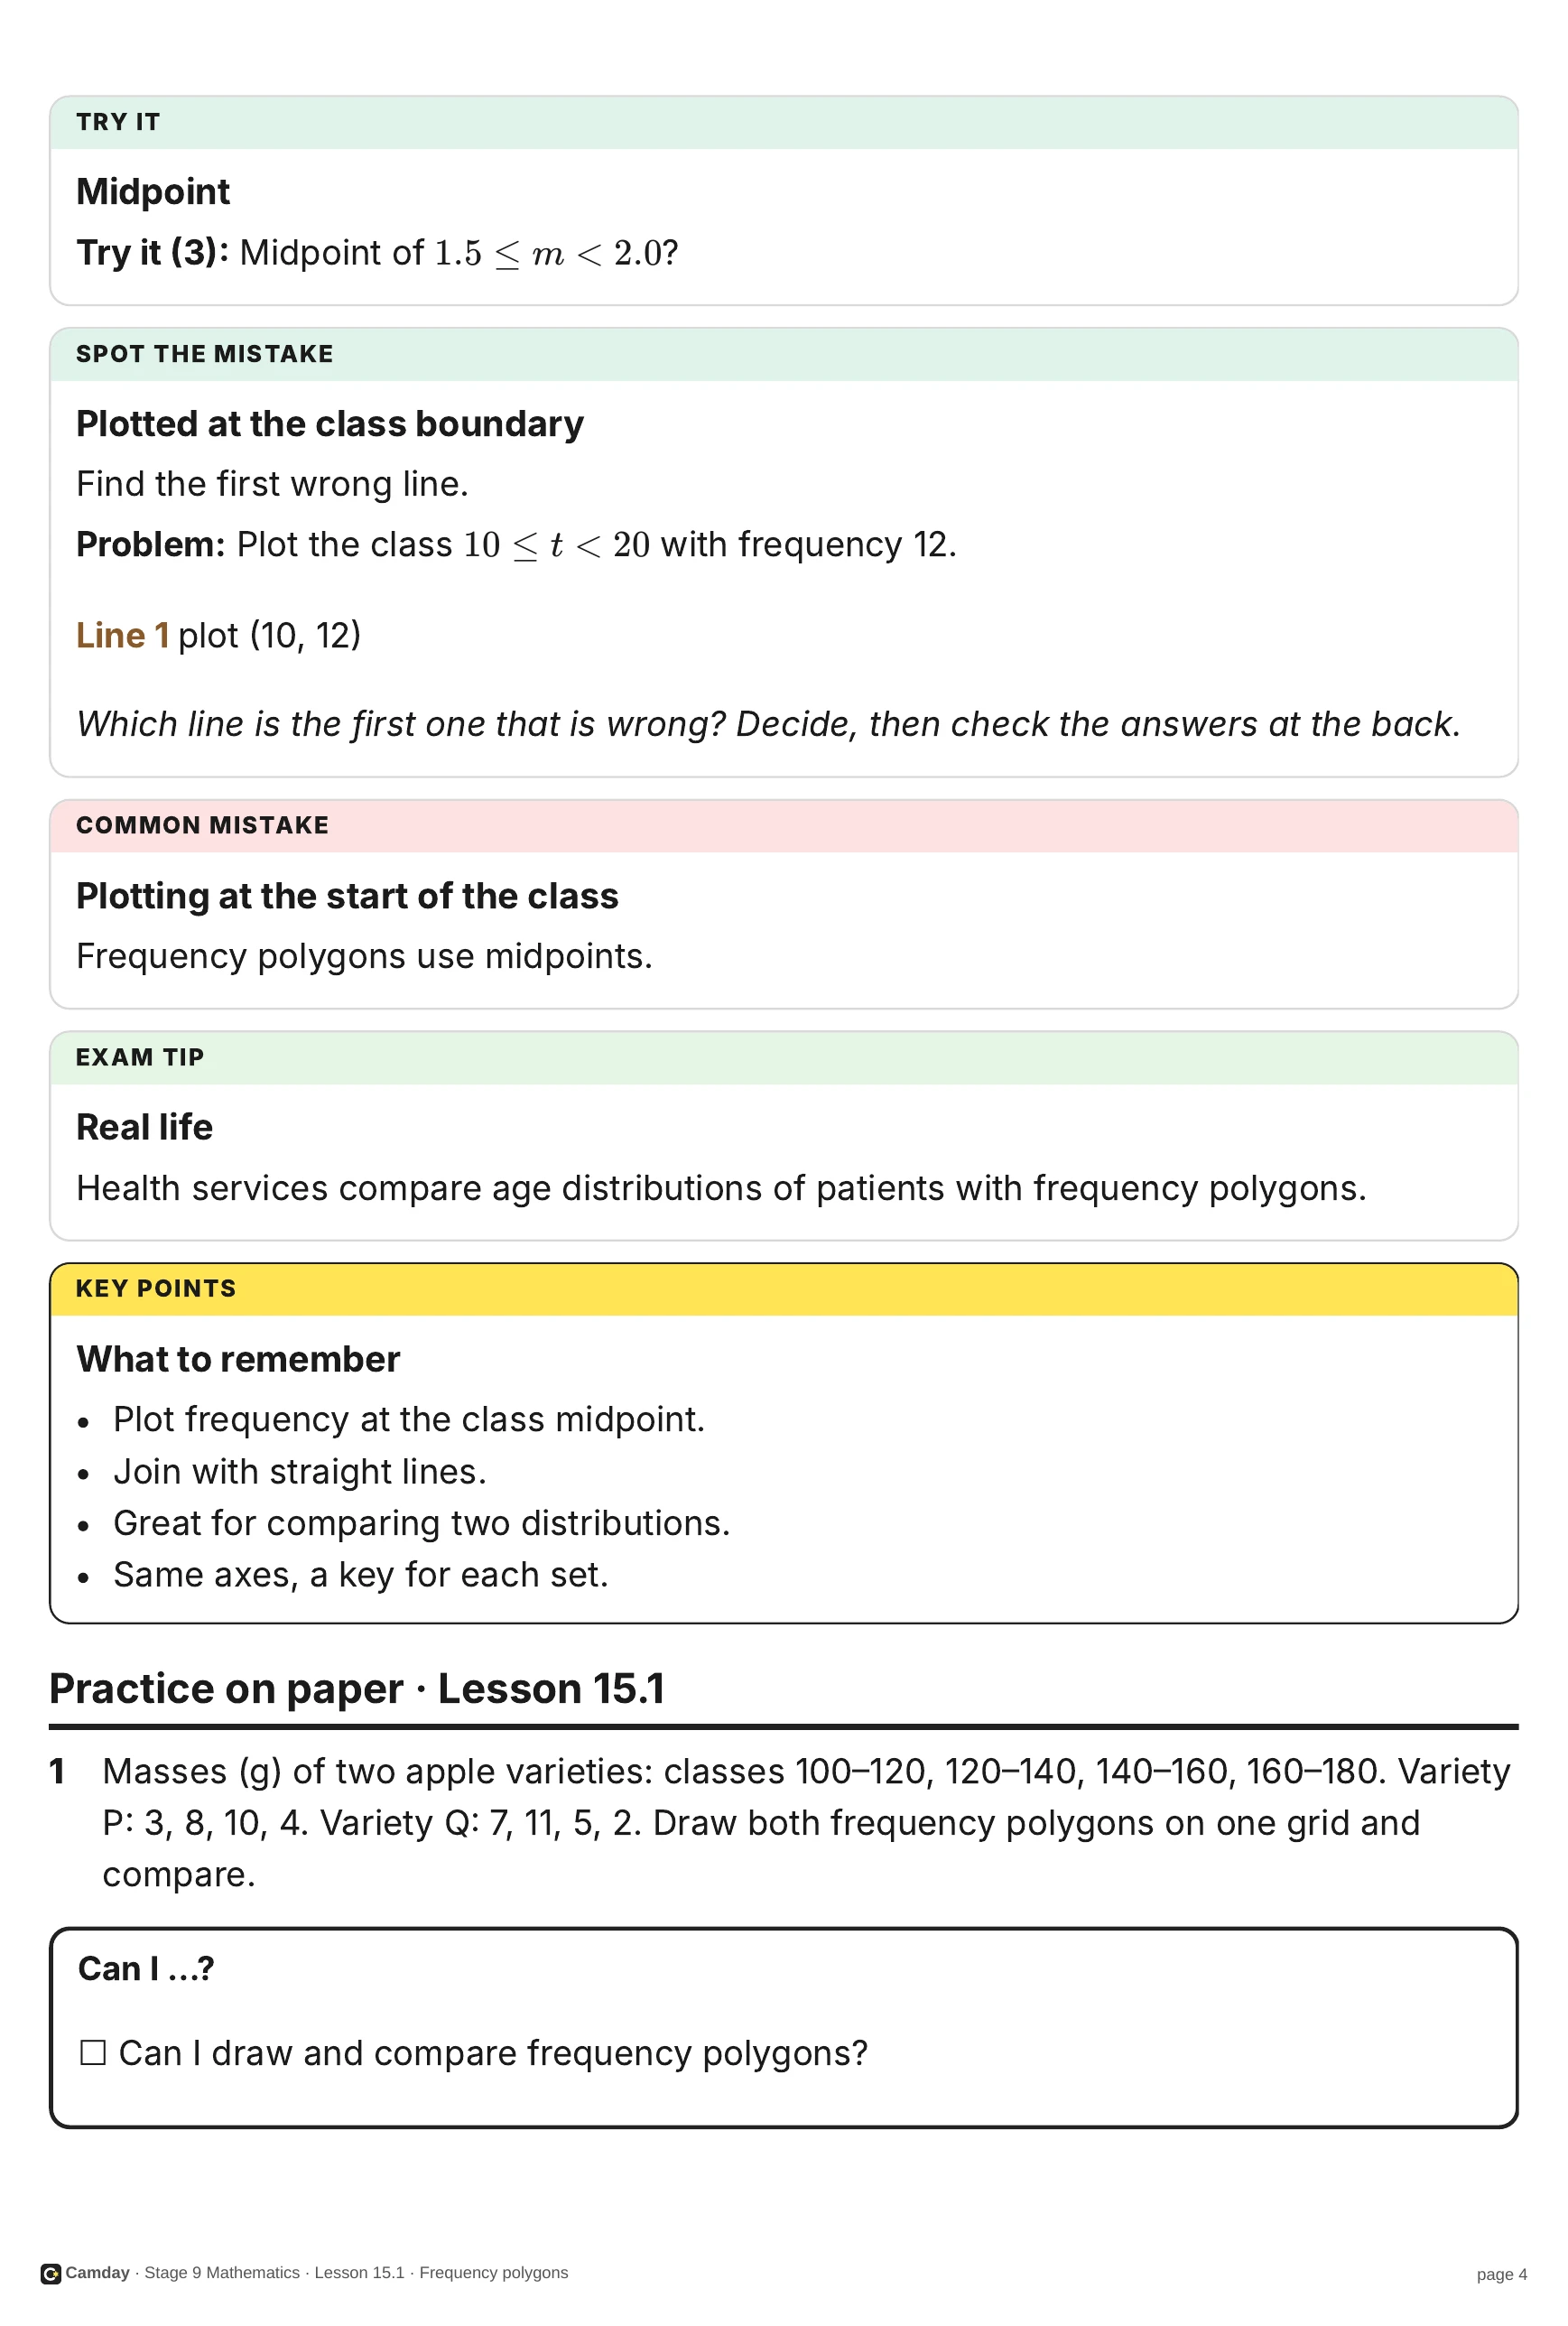 TRY IT
Midpoint
Try it (3): Midpoint of 1.5 ≤ m < 2.0?
SPOT THE MISTAKE
Plotted at the class boundary
Find the first wrong line.
Problem: Plot the class 10 ≤ t < 20 with frequency 12.
Line 1 plot (10, 12)
Which line is the first one that is wrong? Decide, then check the answers at the back.
COMMON MISTAKE
Plotting at the start of the class
Frequency polygons use midpoints.
EXAM TIP
Real life
Health services compare age distributions of patients with frequency polygons.
KEY POINTS
What to remember
• Plot frequency at the class midpoint.
• Join with straight lines.
• Great for comparing two distributions.
• Same axes, a key for each set.
Practice on paper · Lesson 15.1
1 Masses (g) of two apple varieties: classes 100–120, 120–140, 140–160, 160–180. Variety
P: 3, 8, 10, 4. Variety Q: 7, 11, 5, 2. Draw both frequency polygons on one grid and
compare.
Can I …?
☐ Can I draw and compare frequency polygons?
Camday · Stage 9 Mathematics · Lesson 15.1 · Frequency polygons
page 4